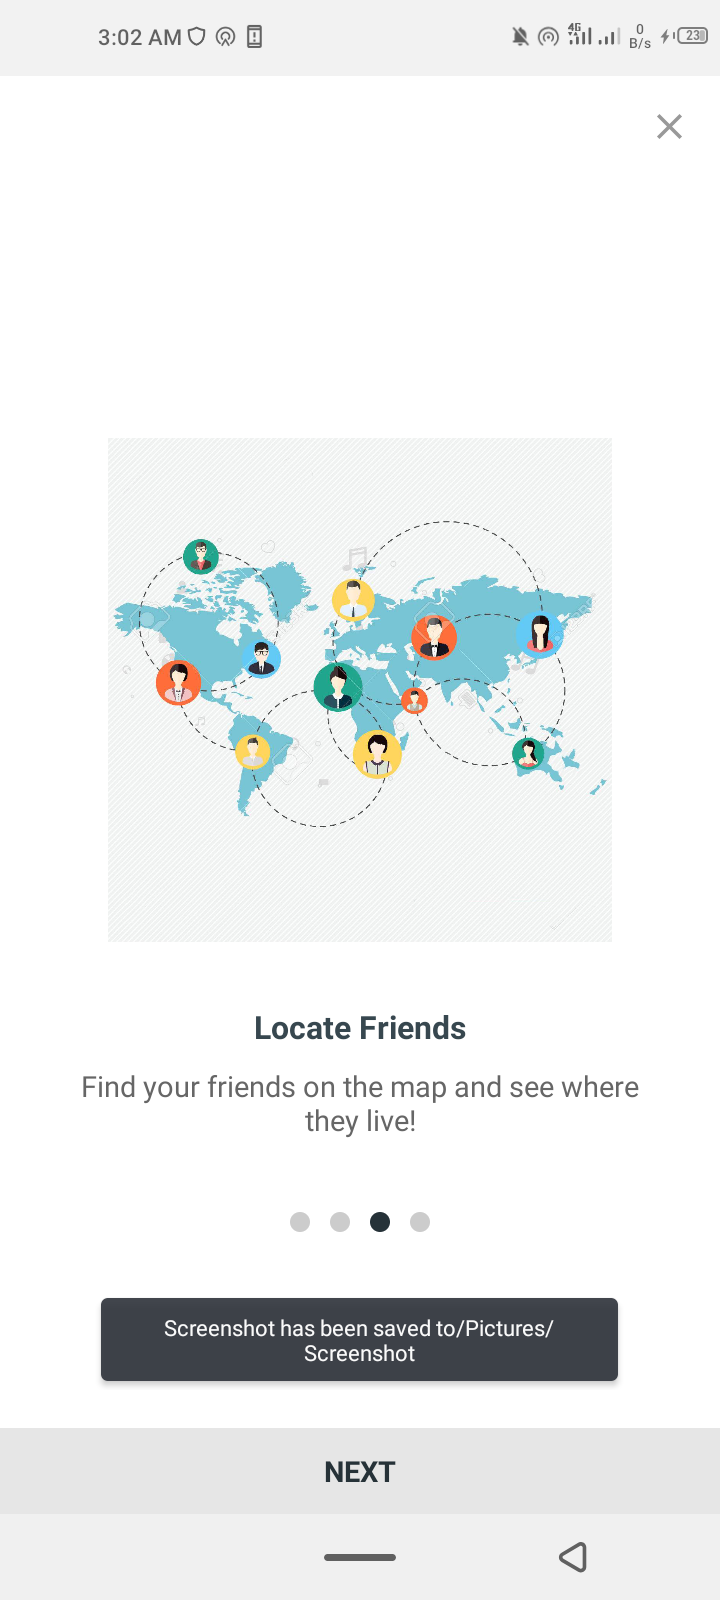 3:02 AM
4G
0
B/s
23
Locate Friends
Find your friends on the map and see where
they live!
Screenshot has been saved to/Pictures/
Screenshot
NEXT